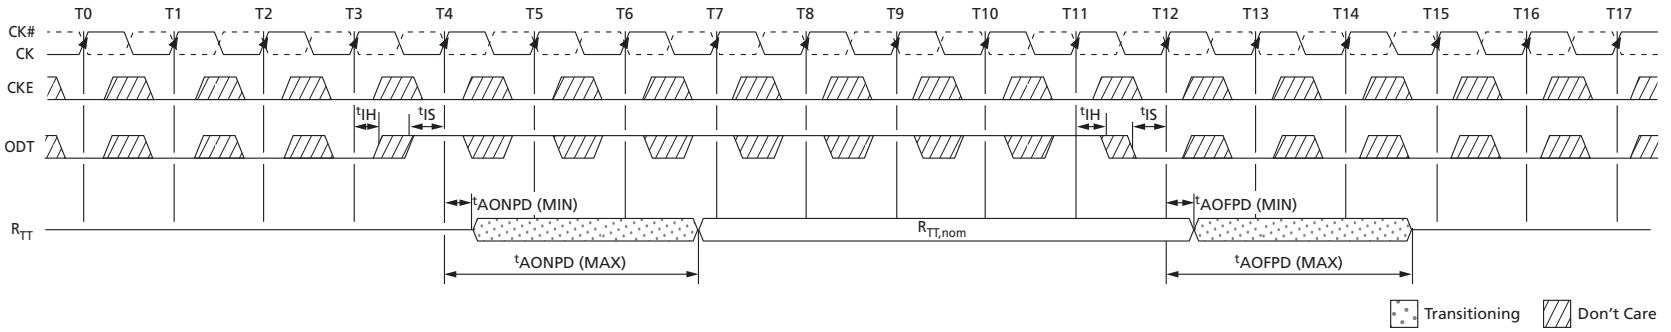 T0 T1 T2 T3 T4 T5 T6 T7 T8 T9 T10 T11 T12 T13 T14 T15 T16 T17
CK#
CK
CKE
tIH tIS tIH tIS
ODT
tAONPD (MIN) tAOFPD (MIN)
RTT RTT,nom
tAONPD (MAX) tAOFPD (MAX)
Transitioning Don't Care